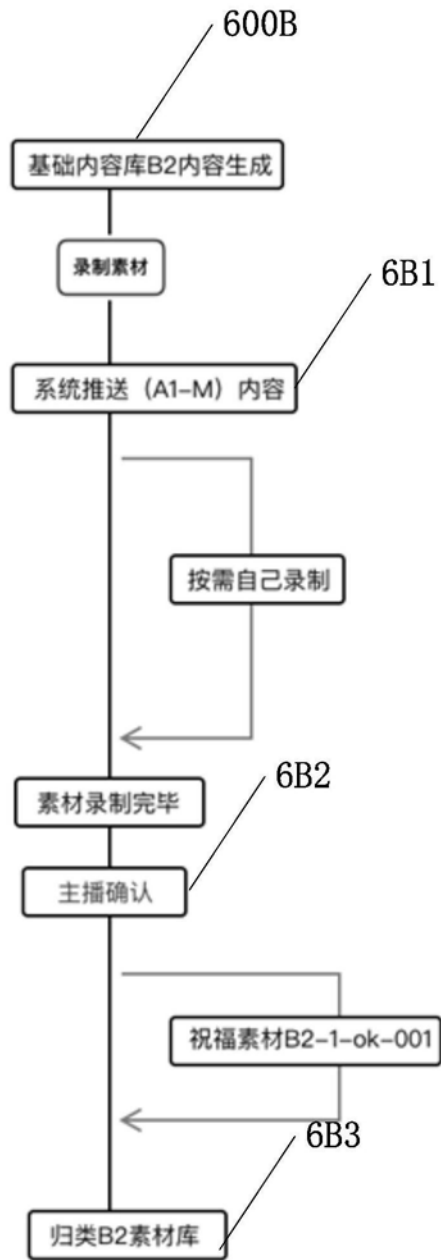 600B
基础内容库B2内容生成
录制素材
6B1
系统推送（A1-M）内容
按需自己录制
6B2
素材录制完毕
主播确认
祝福素材B2-1-ok-001
6B3
归类B2素材库